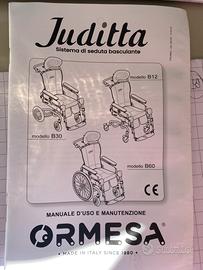 Juditta
Sistema di seduta basculante
modello B12
modello B30
modello B60
CE
MANUALE D'USO E MANUTENZIONE
ORMESA
• MADE IN ITALY SINCE 1980 •
Subito